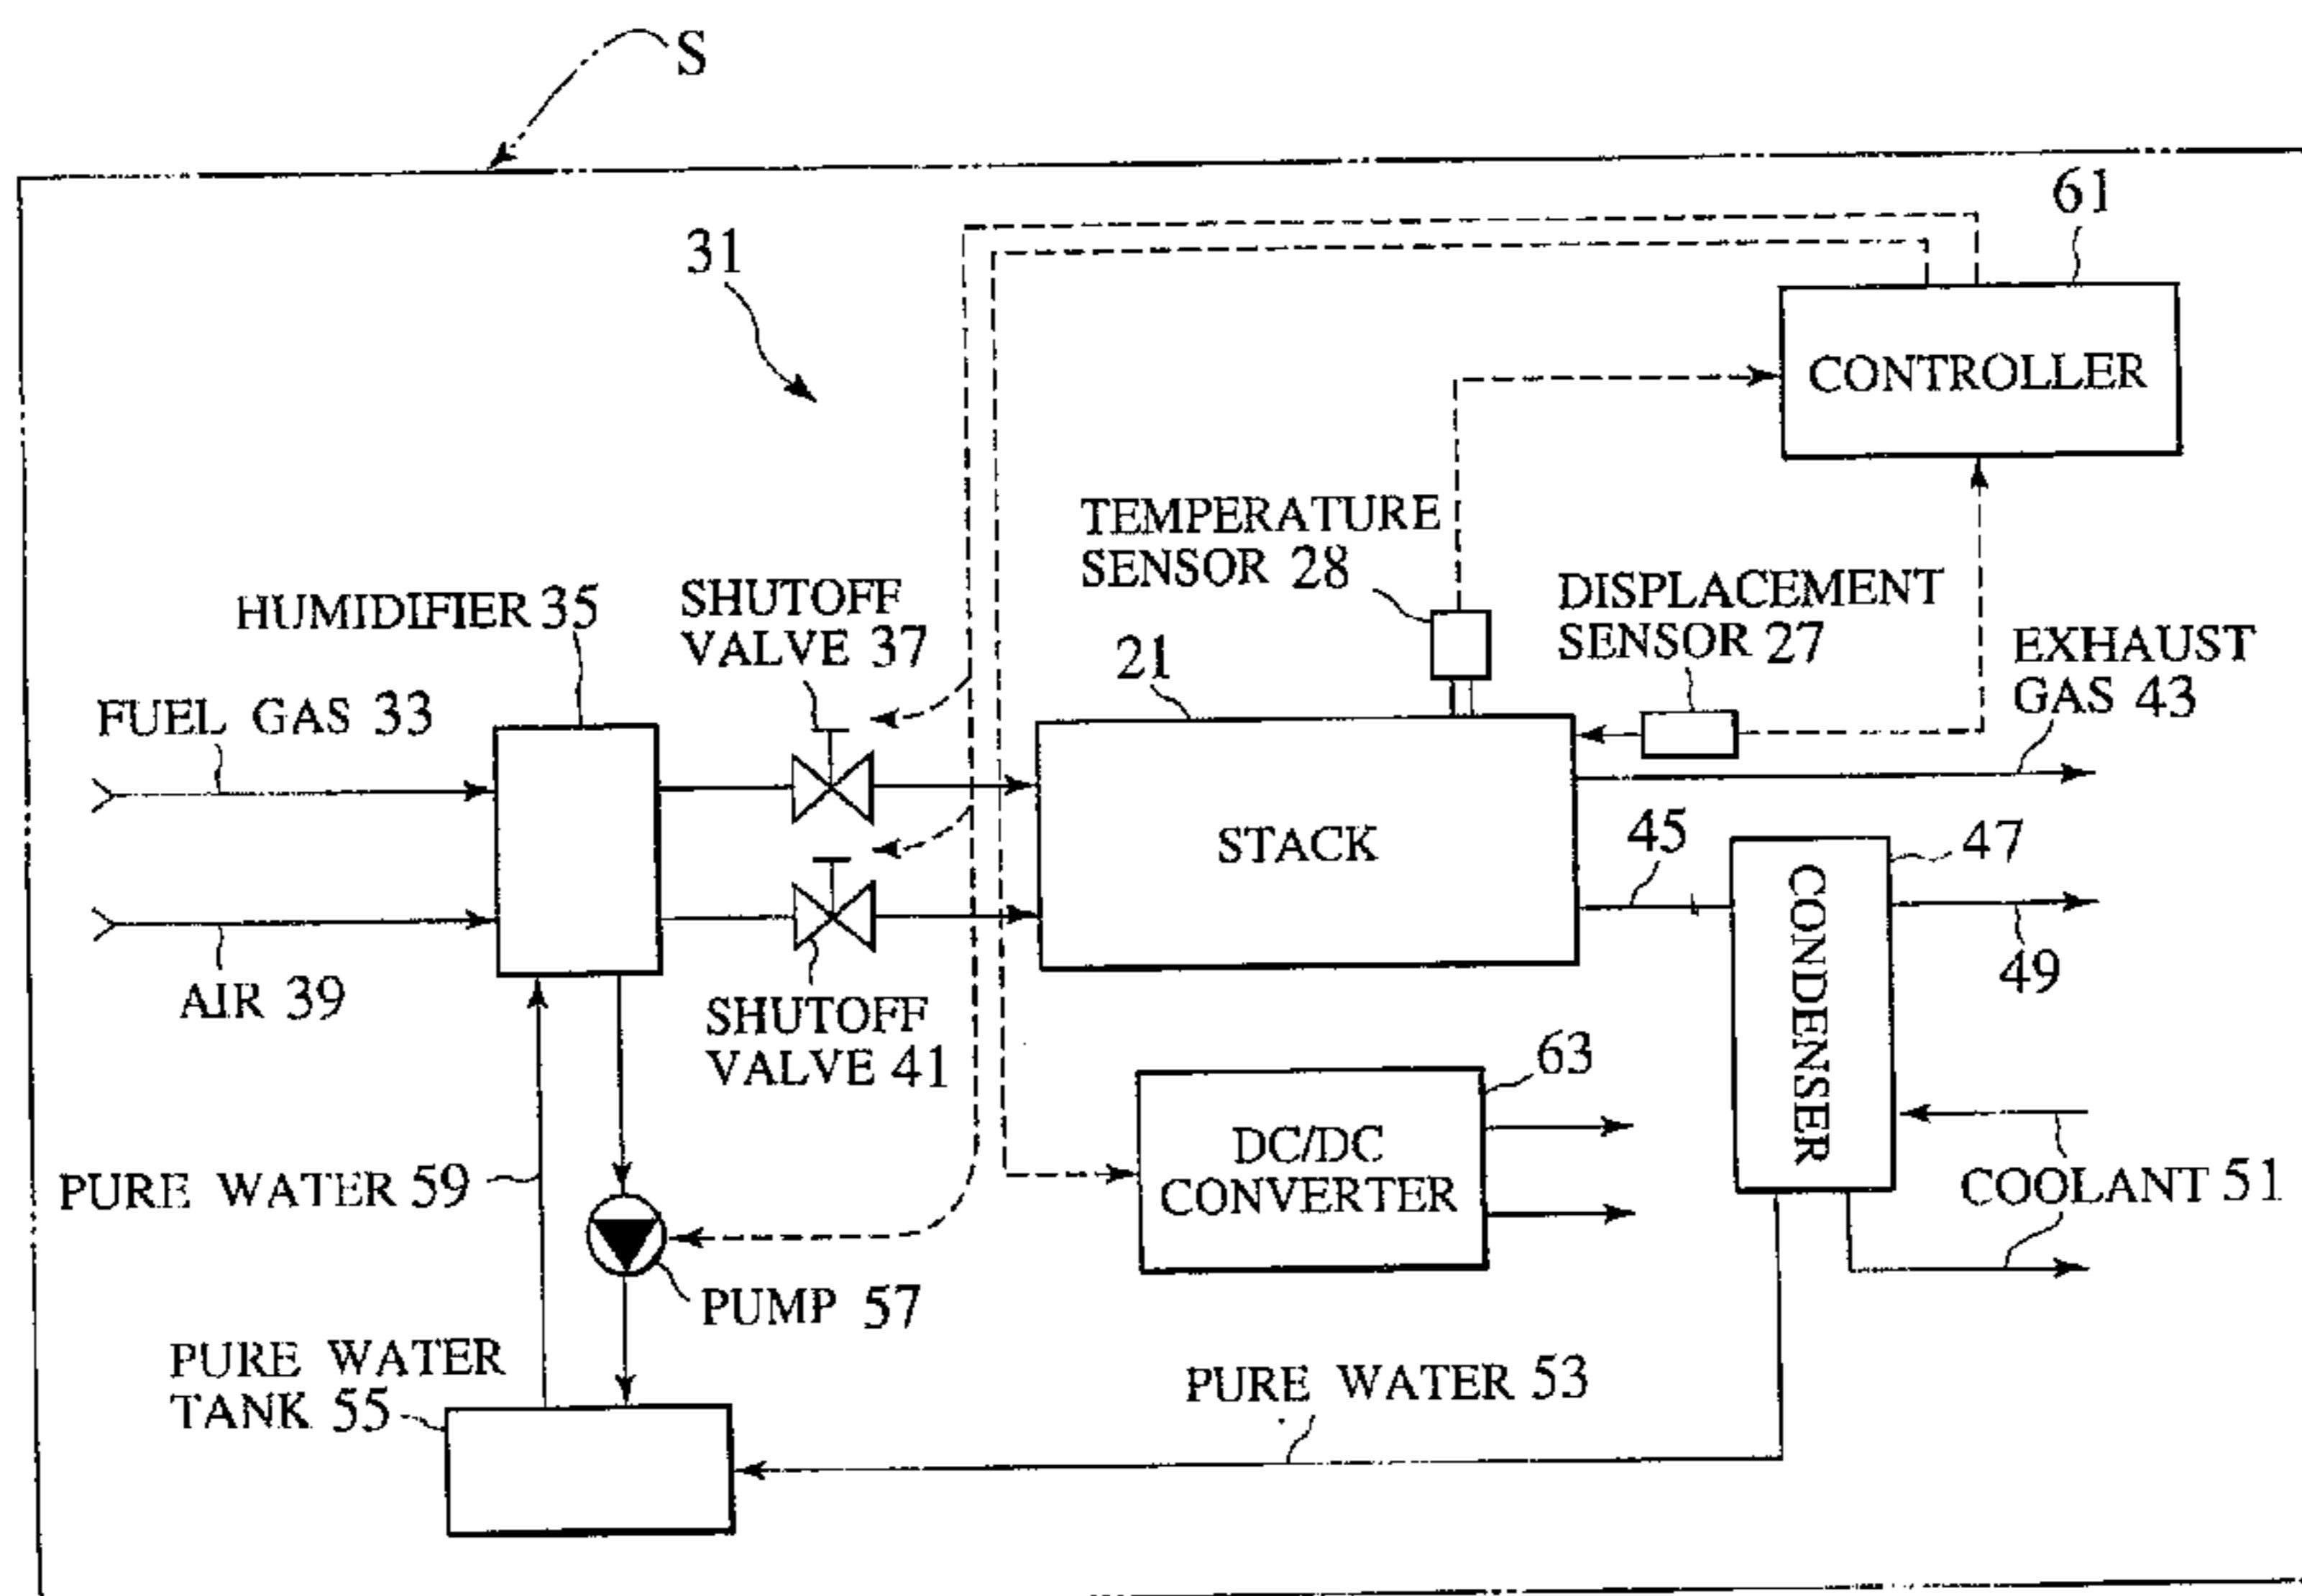 S
61
31
CONTROLLER
TEMPERATURE
SENSOR 28
DISPLACEMENT
SENSOR 27
EXHAUST
GAS 43
HUMIDIFIER 35
SHUTOFF
VALVE 37
21
FUEL GAS 33
STACK
45
47
CONDENSER
49
AIR 39
SHUTOFF
VALVE 41
63
DC/DC
CONVERTER
COOLANT 51
PURE WATER 59
PUMP 57
PURE WATER
TANK 55
PURE WATER 53